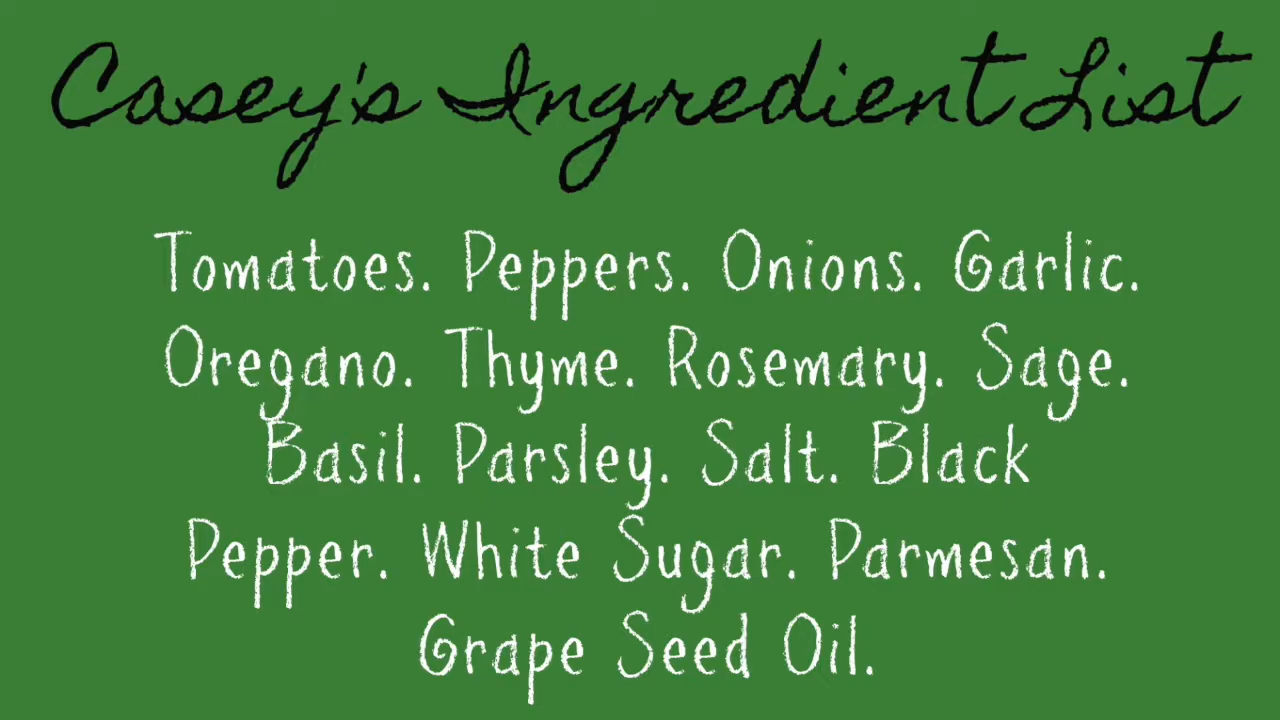 Casey's Ingredient List
Tomatoes. Peppers. Onions. Garlic.
Oregano. Thyme. Rosemary. Sage.
Basil. Parsley. Salt. Black
Pepper. White Sugar. Parmesan.
Grape Seed Oil.